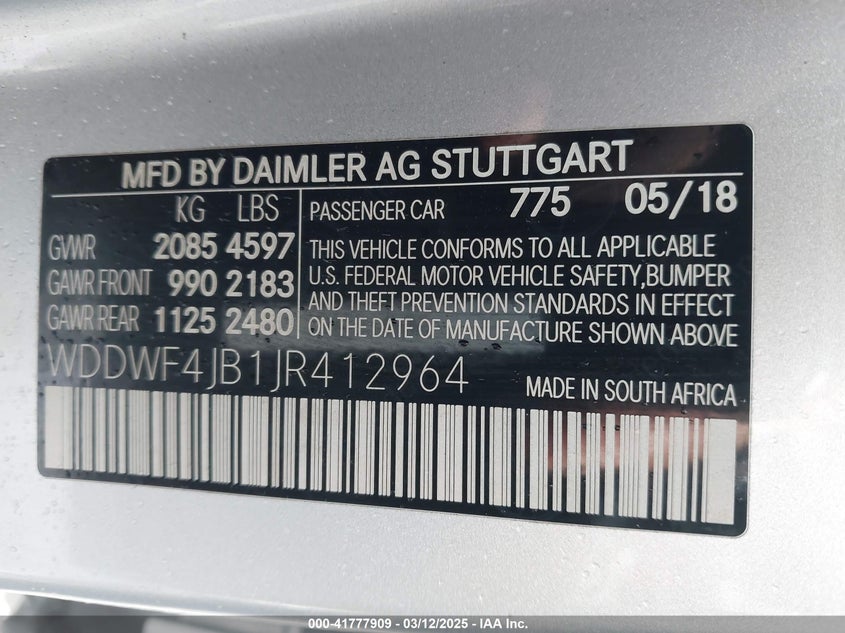 MFD BY DAIMLER AG STUTTGART
KG LBS
GVWR 2085 4597
GAWR FRONT 990 2183
GAWR REAR 1125 2480
PASSENGER CAR 775 05/18
THIS VEHICLE CONFORMS TO ALL APPLICABLE
U.S. FEDERAL MOTOR VEHICLE SAFETY,BUMPER
AND THEFT PREVENTION STANDARDS IN EFFECT
ON THE DATE OF MANUFACTURE SHOWN ABOVE
WDDWF4JB1JR412964
MADE IN SOUTH AFRICA
000-41777909 - 03/12/2025 - IAA Inc.